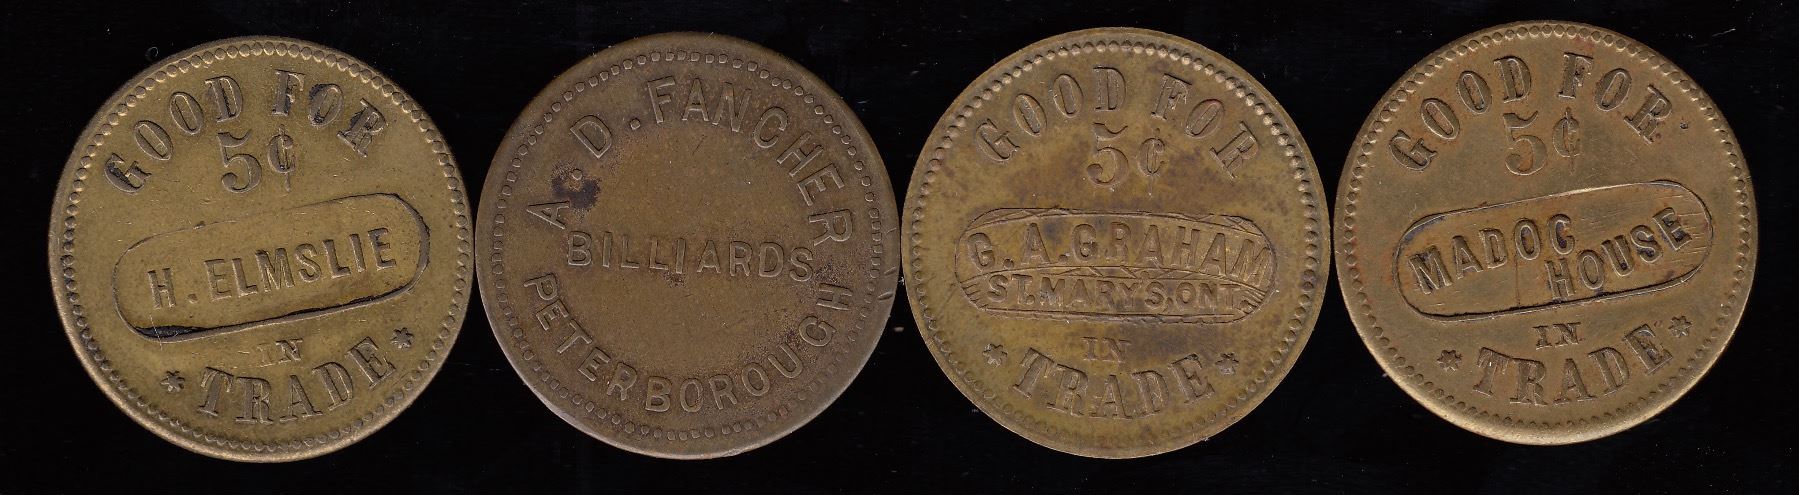 GOOD FOR
5¢
H. ELMSLIE
IN
TRADE
A. D. FANCHER
BILLIARDS
PETERBOROUGH
GOOD FOR
5¢
G. A. GRAHAM
ST. MARYS. ONT.
IN
TRADE
GOOD FOR
5¢
MADOC
HOUSE
IN
TRADE